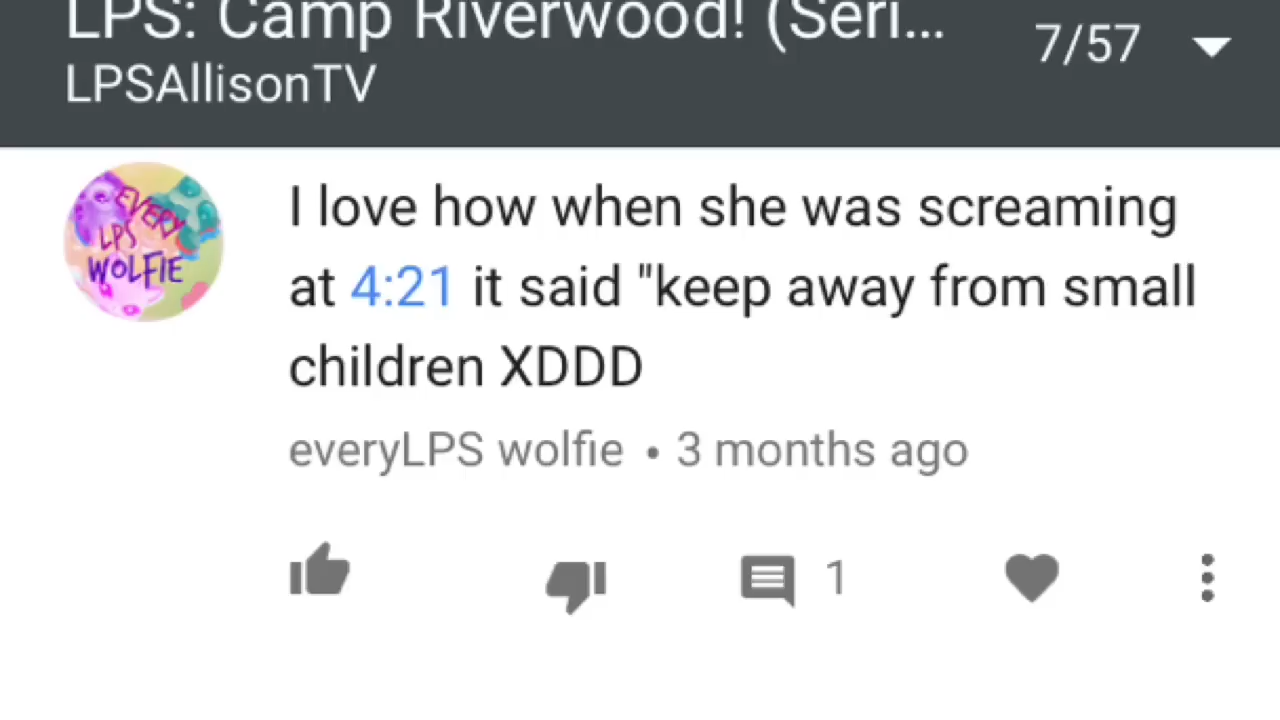 LPS: Camp Riverwood! (Seri...
7/57
LPSAllisonTV
EVERY
LPS
WOLFIE
I love how when she was screaming
at 4:21 it said "keep away from small
children XDDD
everyLPS wolfie • 3 months ago
1